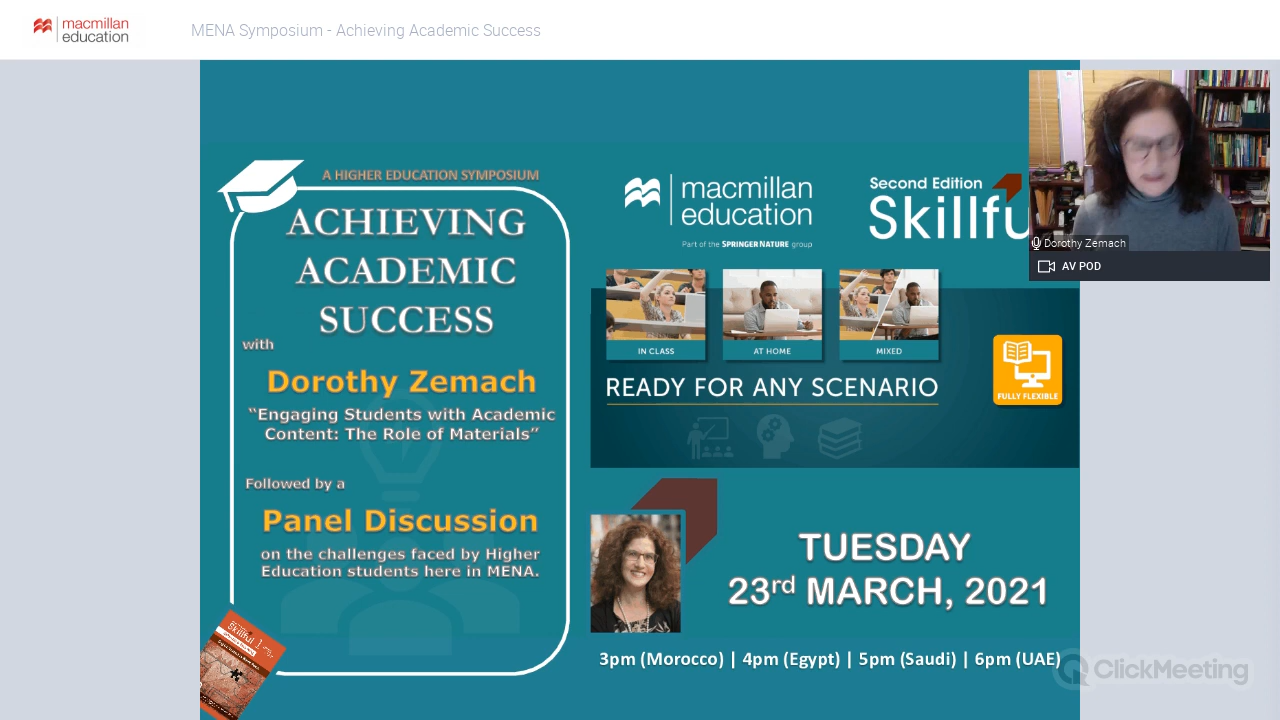 macmillan
education
MENA Symposium - Achieving Academic Success
A HIGHER EDUCATION SYMPOSIUM
ACHIEVING
ACADEMIC
SUCCESS
with
Dorothy Zemach
“Engaging Students with Academic
Content: The Role of Materials”
Followed by a
Panel Discussion
on the challenges faced by Higher
Education students here in MENA.
Skillful 1
macmillan
education
Part of the SPRINGER NATURE group
Second Edition
Skillfu
Dorothy Zemach
AV POD
IN CLASS
AT HOME
MIXED
READY FOR ANY SCENARIO
FULLY FLEXIBLE
TUESDAY
23rd MARCH, 2021
3pm (Morocco) | 4pm (Egypt) | 5pm (Saudi) | 6pm (UAE)
ClickMeeting